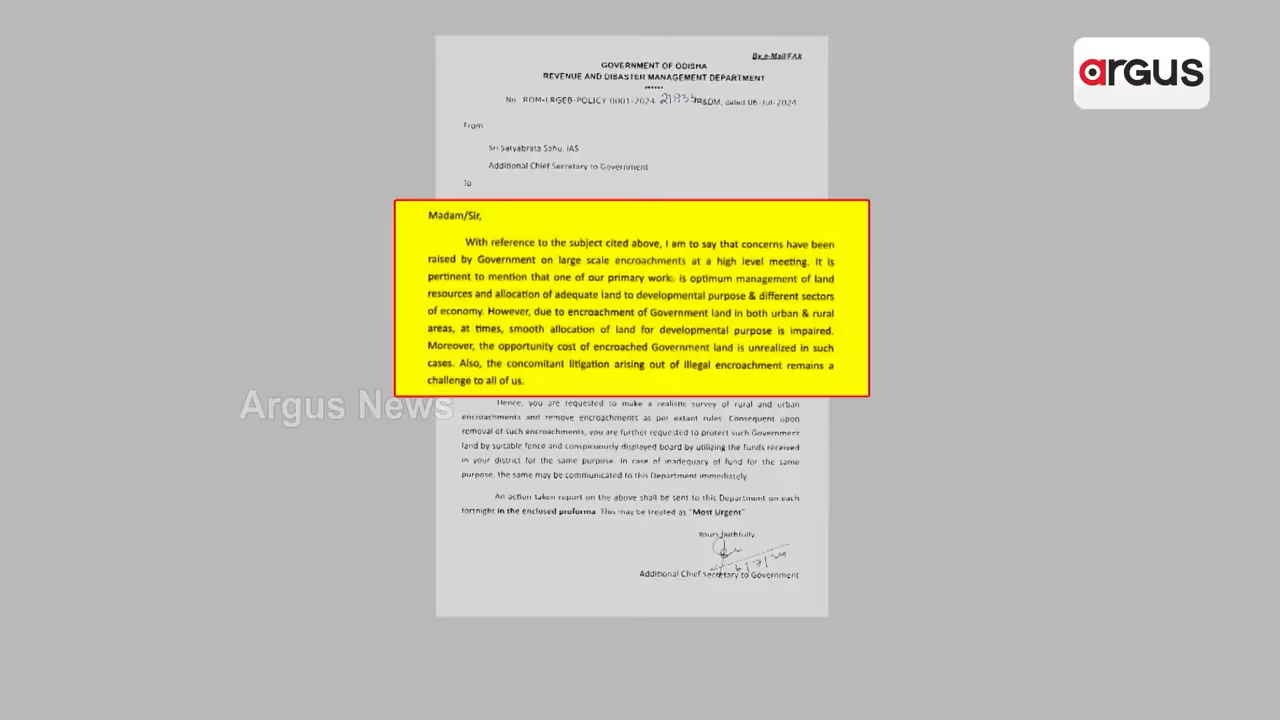 argus
By e-Mail/FAX
GOVERNMENT OF ODISHA
REVENUE AND DISASTER MANAGEMENT DEPARTMENT
******
No. RDM-LRGEB-POLICY-0001-2024 21833 R&DM, dated 06-Jul-2024
From
Sri Satyabrata Sahu, IAS
Additional Chief Secretary to Government
To
Madam/Sir,
With reference to the subject cited above, I am to say that concerns have been
raised by Government on large scale encroachments at a high level meeting. It is
pertinent to mention that one of our primary work is optimum management of land
resources and allocation of adequate land to developmental purpose & different sectors
of economy. However, due to encroachment of Government land in both urban & rural
areas, at times, smooth allocation of land for developmental purpose is impaired.
Moreover, the opportunity cost of encroached Government land is unrealized in such
cases. Also, the concomitant litigation arising out of illegal encroachment remains a
challenge to all of us.
Argus News
Hence, you are requested to make a realistic survey of rural and urban
encroachments and remove encroachments as per extant rules. Consequent upon
removal of such encroachments, you are further requested to protect such Government
land by suitable fence and conspicuously displayed board by utilizing the funds received
in your district for the same purpose. In case of inadequacy of fund for the same
purpose, the same may be communicated to this Department immediately.
An action taken report on the above shall be sent to this Department on each
fortnight in the enclosed proforma. This may be treated as "Most Urgent"
Yours faithfully,
6/7/24
Additional Chief Secretary to Government